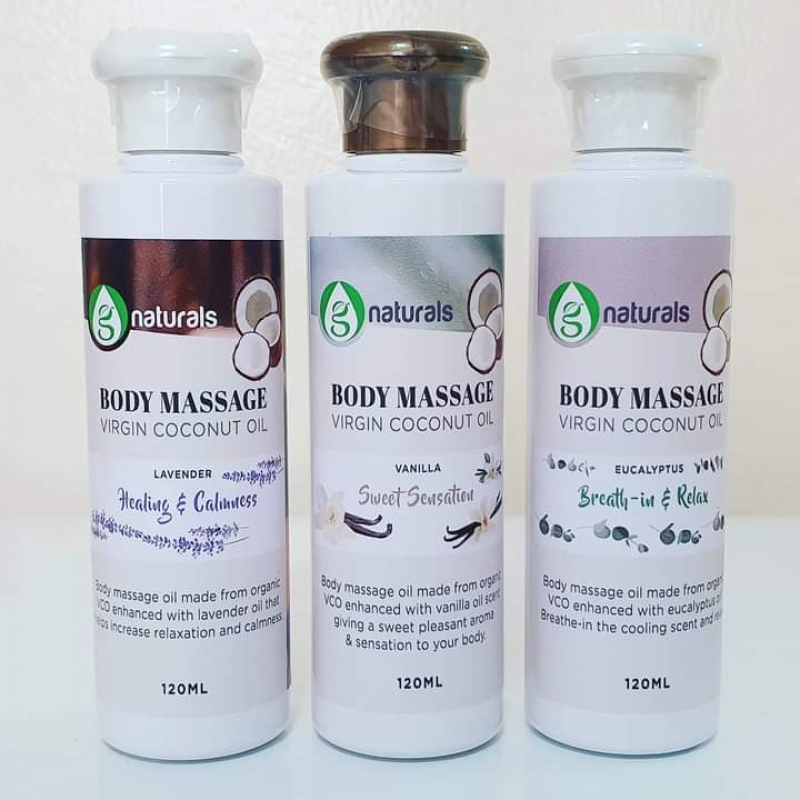 g naturals
BODY MASSAGE
VIRGIN COCONUT OIL
LAVENDER
Healing & Calmness
Body massage oil made from organic
VCO enhanced with lavender oil that
helps increase relaxation and calmness.
120ML
g naturals
BODY MASSAGE
VIRGIN COCONUT OIL
VANILLA
Sweet Sensation
Body massage oil made from organic
VCO enhanced with vanilla oil scent
giving a sweet pleasant aroma
& sensation to your body.
120ML
g naturals
BODY MASSAGE
VIRGIN COCONUT OIL
EUCALYPTUS
Breath-in & Relax
Body massage oil made from organic
VCO enhanced with eucalyptus
Breathe-in the cooling scent and
120ML